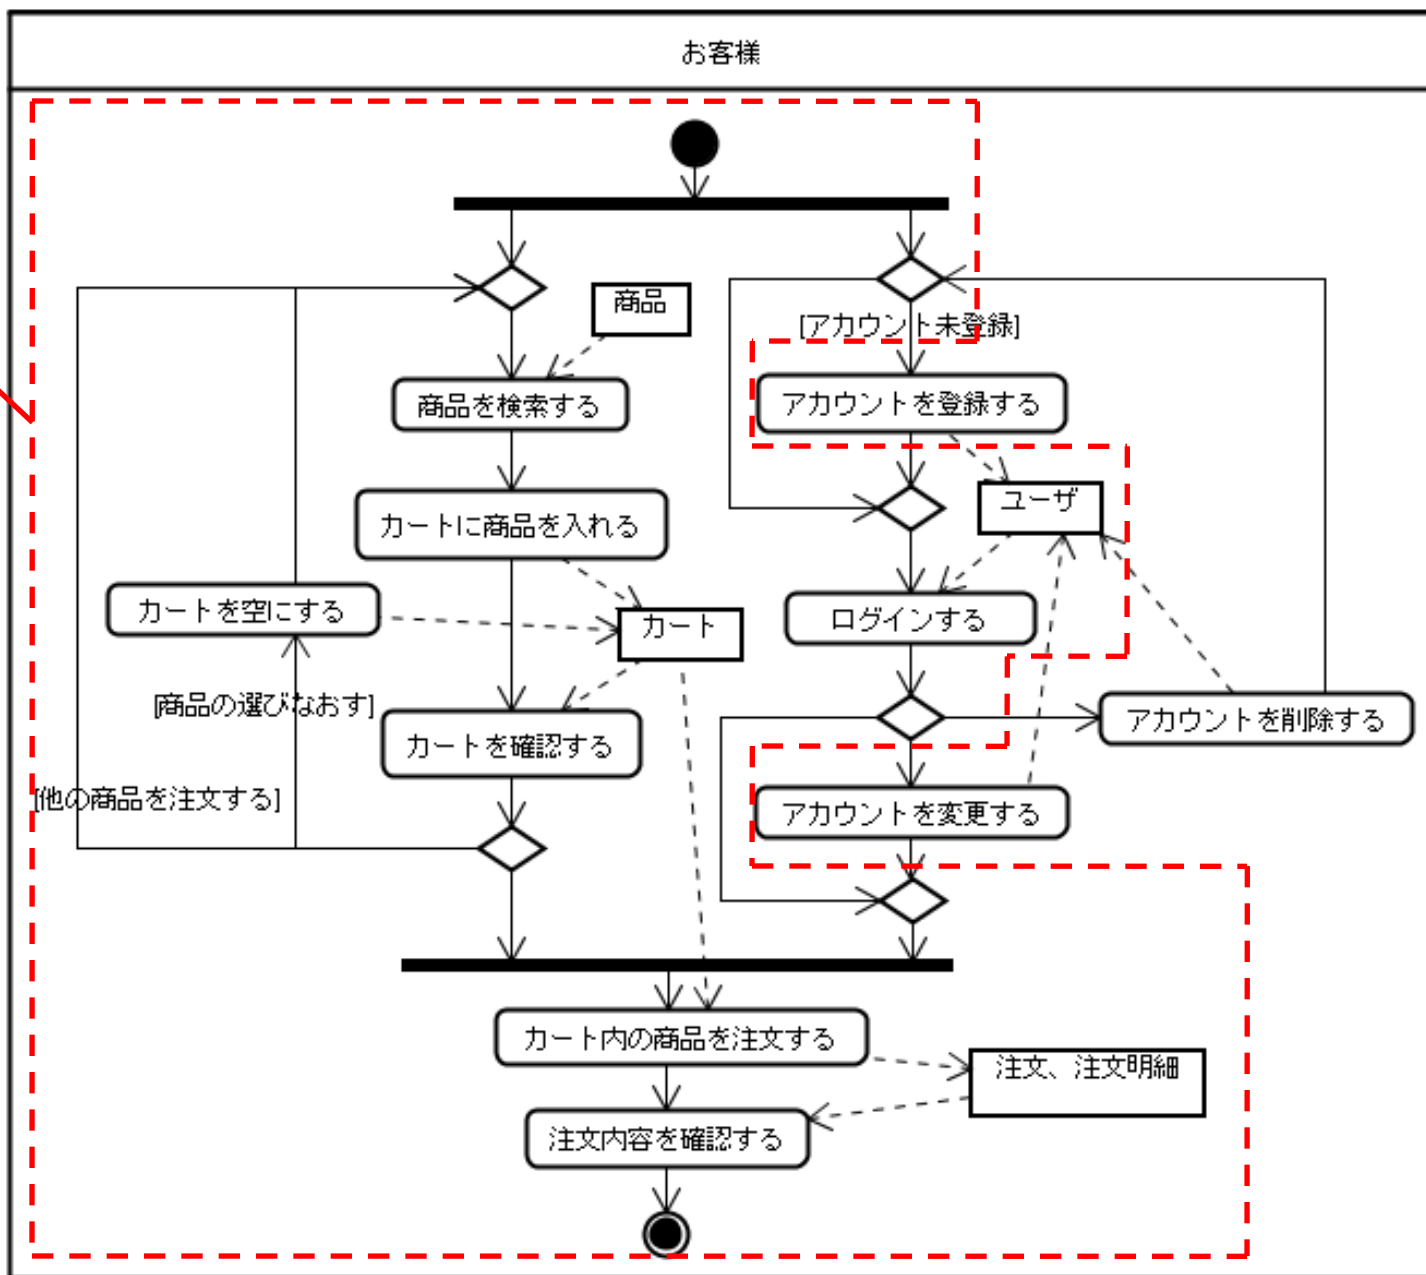 お客様
商品
[アカウント未登録]
商品を検索する
アカウントを登録する
ユーザ
カートに商品を入れる
カートを空にする
カート
ログインする
[商品の選びなおす]
カートを確認する
アカウントを削除する
[他の商品を注文する]
アカウントを変更する
カート内の商品を注文する
注文、注文明細
注文内容を確認する